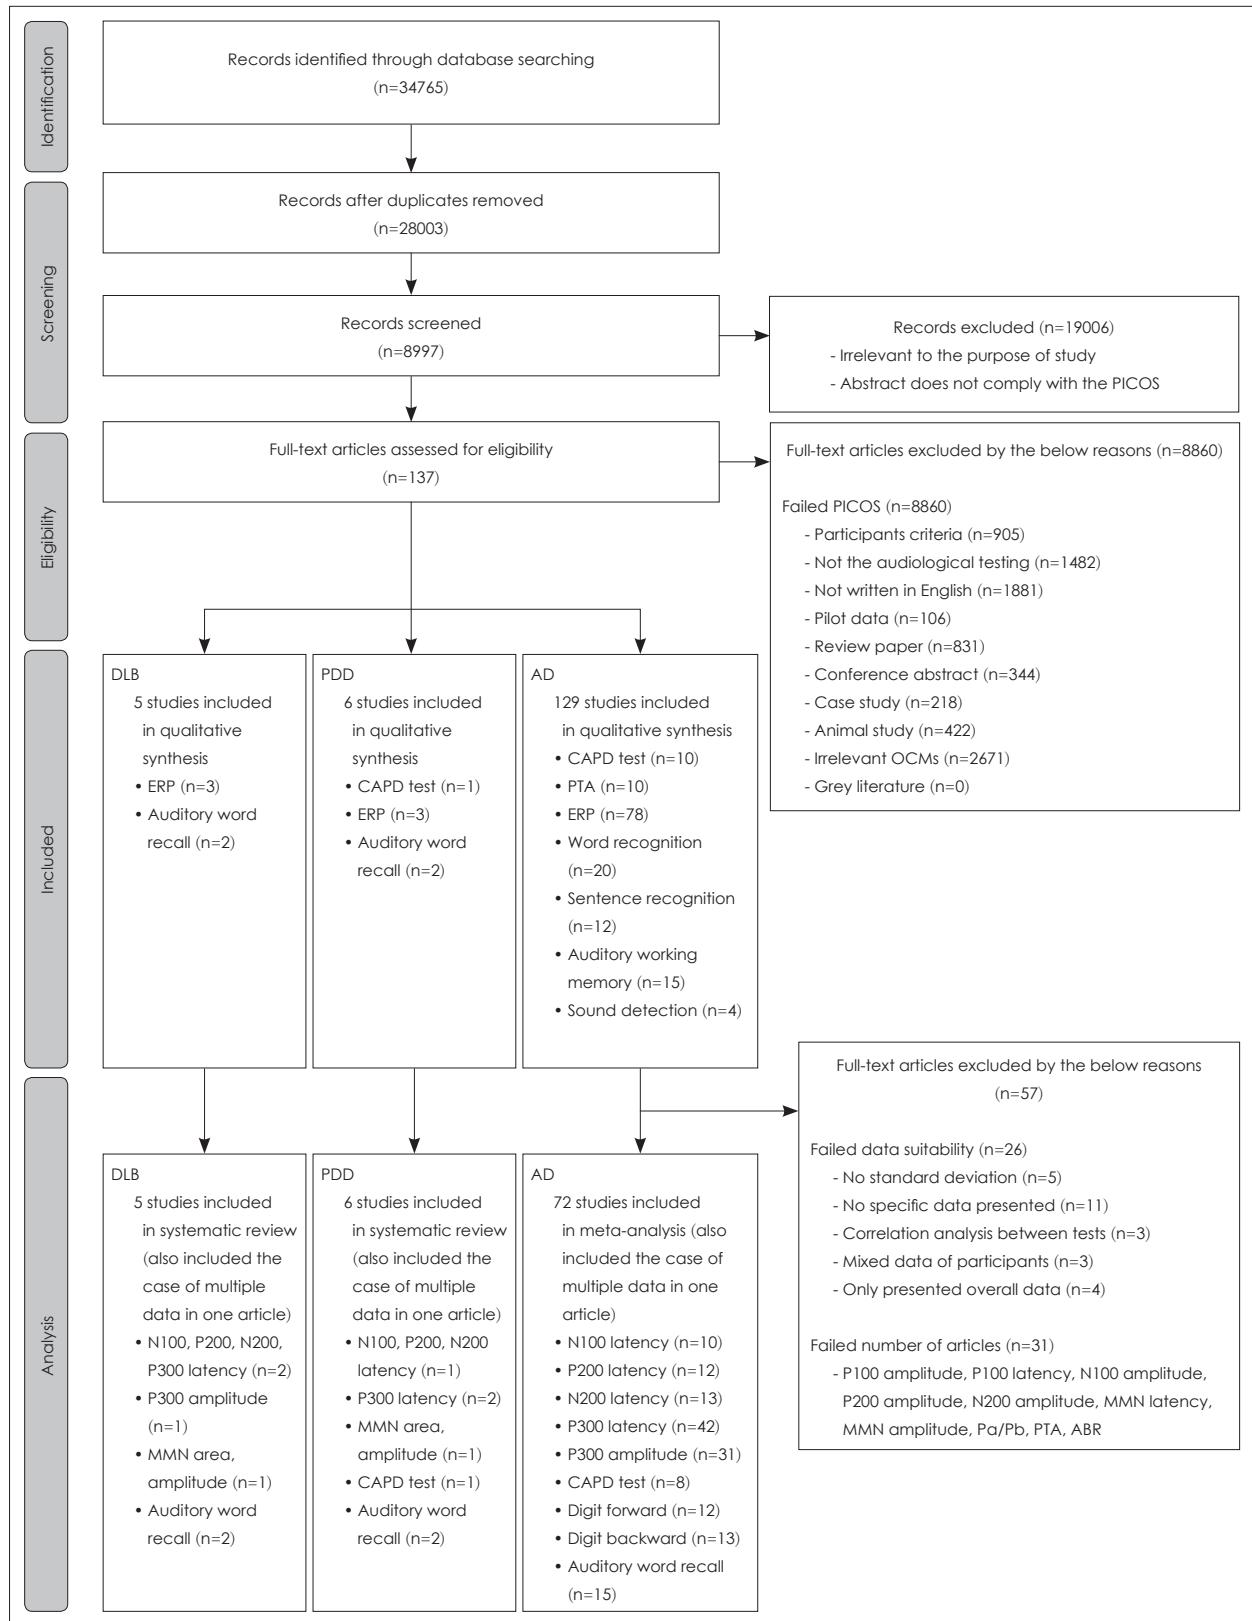 Identification
Records identified through database searching
(n=34765)
Screening
Records after duplicates removed
(n=28003)
Records screened
(n=8997)
Records excluded (n=19006)
- Irrelevant to the purpose of study
- Abstract does not comply with the PICOS
Eligibility
Full-text articles assessed for eligibility
(n=137)
Full-text articles excluded by the below reasons (n=8860)
Failed PICOS (n=8860)
- Participants criteria (n=905)
- Not the audiological testing (n=1482)
- Not written in English (n=1881)
- Pilot data (n=106)
- Review paper (n=831)
- Conference abstract (n=344)
- Case study (n=218)
- Animal study (n=422)
- Irrelevant OCMs (n=2671)
- Grey literature (n=0)
Included
DLB
5 studies included
in qualitative
synthesis
• ERP (n=3)
• Auditory word
recall (n=2)
PDD
6 studies included
in qualitative
synthesis
• CAPD test (n=1)
• ERP (n=3)
• Auditory word
recall (n=2)
AD
129 studies included
in qualitative synthesis
• CAPD test (n=10)
• PTA (n=10)
• ERP (n=78)
• Word recognition
(n=20)
• Sentence recognition
(n=12)
• Auditory working
memory (n=15)
• Sound detection (n=4)
Full-text articles excluded by the below reasons
(n=57)
Failed data suitability (n=26)
- No standard deviation (n=5)
- No specific data presented (n=11)
- Correlation analysis between tests (n=3)
- Mixed data of participants (n=3)
- Only presented overall data (n=4)
Failed number of articles (n=31)
- P100 amplitude, P100 latency, N100 amplitude,
P200 amplitude, N200 amplitude, MMN latency,
MMN amplitude, Pa/Pb, PTA, ABR
Analysis
DLB
5 studies included
in systematic review
(also included the
case of multiple
data in one article)
• N100, P200, N200,
P300 latency (n=2)
• P300 amplitude
(n=1)
• MMN area,
amplitude (n=1)
• Auditory word
recall (n=2)
PDD
6 studies included
in systematic review
(also included the
case of multiple
data in one article)
• N100, P200, N200
latency (n=1)
• P300 latency (n=2)
• MMN area,
amplitude (n=1)
• CAPD test (n=1)
• Auditory word
recall (n=2)
AD
72 studies included
in meta-analysis (also
included the case of
multiple data in one
article)
• N100 latency (n=10)
• P200 latency (n=12)
• N200 latency (n=13)
• P300 latency (n=42)
• P300 amplitude (n=31)
• CAPD test (n=8)
• Digit forward (n=12)
• Digit backward (n=13)
• Auditory word recall
(n=15)